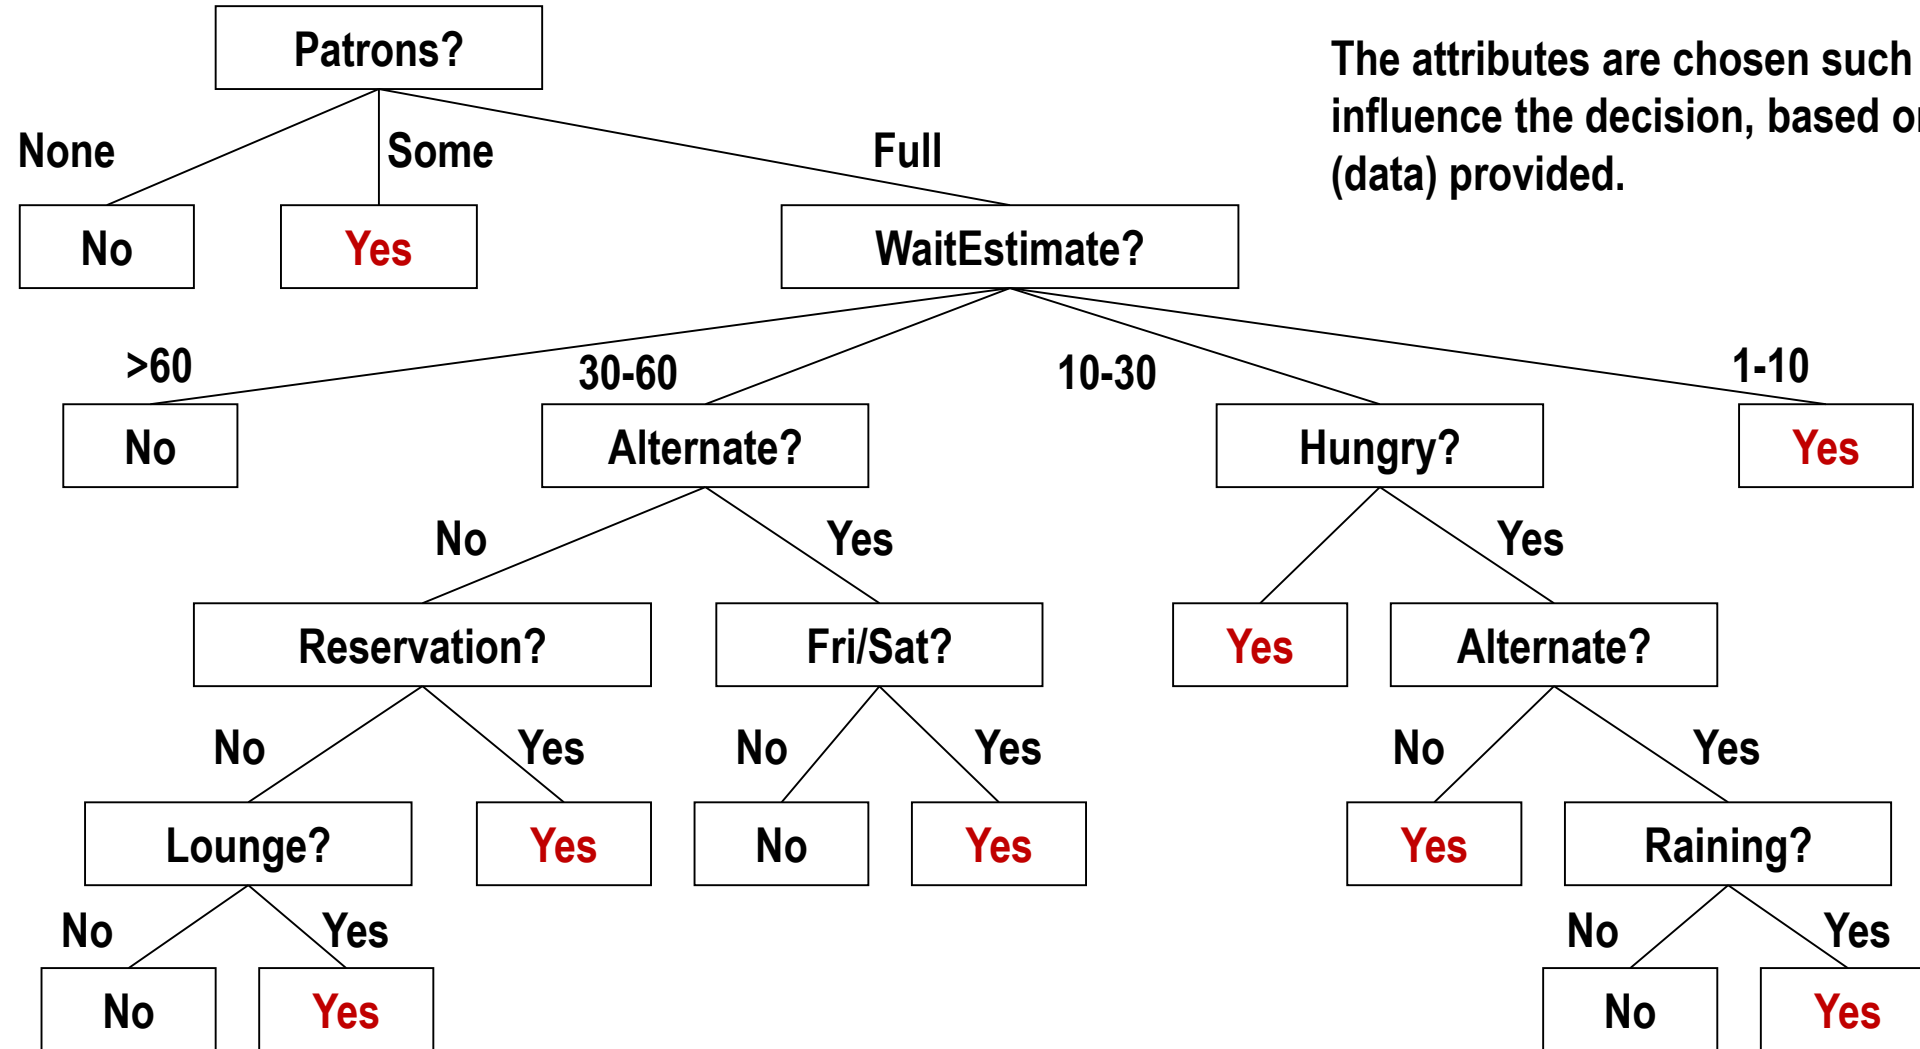 Patrons?
The attributes are chosen such
influence the decision, based or
(data) provided.
None
Some
Full
No
Yes
WaitEstimate?
>60
30-60
10-30
1-10
No
Alternate?
Hungry?
Yes
No
Yes
Yes
Reservation?
Fri/Sat?
Yes
Alternate?
No
Yes
No
Yes
No
Yes
Lounge?
Yes
No
Yes
Yes
Raining?
No
Yes
No
Yes
No
Yes
No
Yes